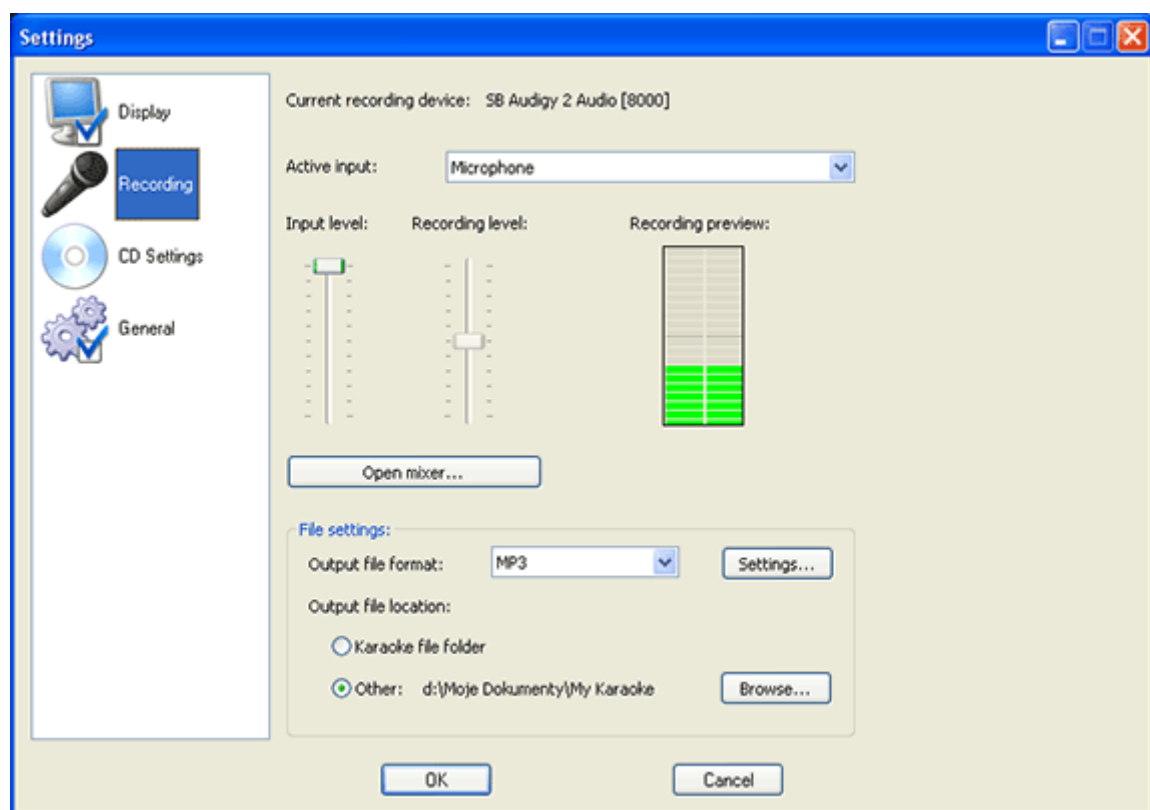 Settings
Display
Recording
CD Settings
General
Current recording device: SB Audigy 2 Audio [8000]
Active input: Microphone
Input level: Recording level: Recording preview:
Open mixer...
File settings:
Output file format: MP3 Settings...
Output file location:
Karaoke file folder
Other: d:\Moje Dokumenty\My Karaoke Browse...
OK Cancel